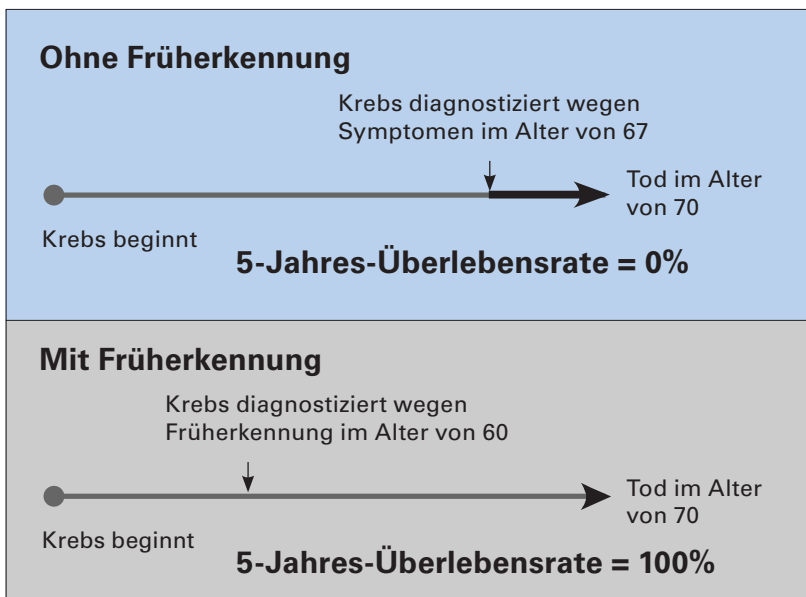 Ohne Früherkennung
Krebs diagnostiziert wegen
Symptomen im Alter von 67
Tod im Alter
von 70
Krebs beginnt
5-Jahres-Überlebensrate = 0%
Mit Früherkennung
Krebs diagnostiziert wegen
Früherkennung im Alter von 60
Tod im Alter
von 70
Krebs beginnt
5-Jahres-Überlebensrate = 100%